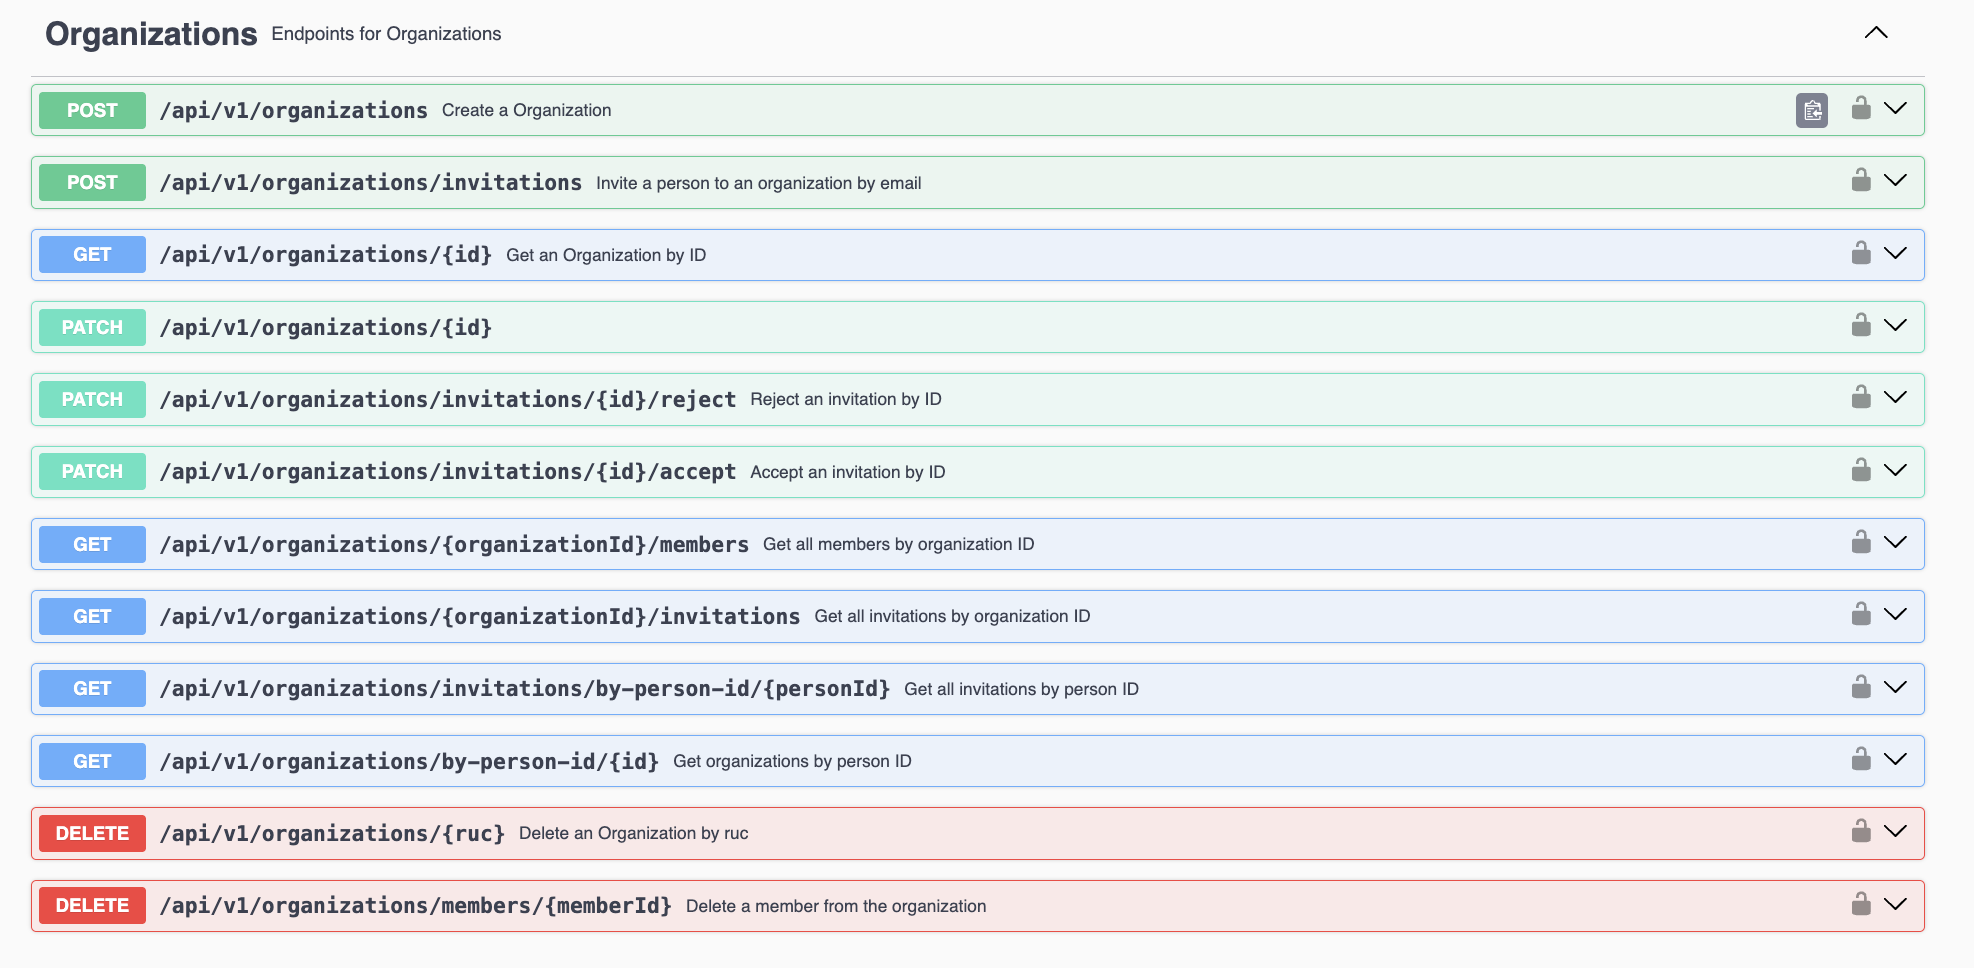 Organizations Endpoints for Organizations
POST /api/v1/organizations Create a Organization
POST /api/v1/organizations/invitations Invite a person to an organization by email
GET /api/v1/organizations/{id} Get an Organization by ID
PATCH /api/v1/organizations/{id}
PATCH /api/v1/organizations/invitations/{id}/reject Reject an invitation by ID
PATCH /api/v1/organizations/invitations/{id}/accept Accept an invitation by ID
GET /api/v1/organizations/{organizationId}/members Get all members by organization ID
GET /api/v1/organizations/{organizationId}/invitations Get all invitations by organization ID
GET /api/v1/organizations/invitations/by-person-id/{personId} Get all invitations by person ID
GET /api/v1/organizations/by-person-id/{id} Get organizations by person ID
DELETE /api/v1/organizations/{ruc} Delete an Organization by ruc
DELETE /api/v1/organizations/members/{memberId} Delete a member from the organization